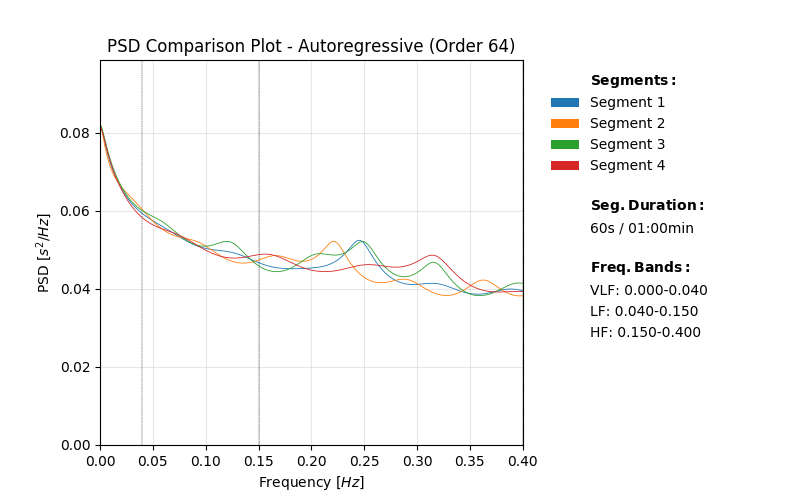 PSD Comparison Plot - Autoregressive (Order 64)
Segments:
Segment 1
Segment 2
Segment 3
Segment 4
Seg. Duration:
60s / 01:00min
Freq. Bands:
VLF: 0.000-0.040
LF: 0.040-0.150
HF: 0.150-0.400
PSD [s²/Hz]
0.08
0.06
0.04
0.02
0.00
0.00 0.05 0.10 0.15 0.20 0.25 0.30 0.35 0.40
Frequency [Hz]